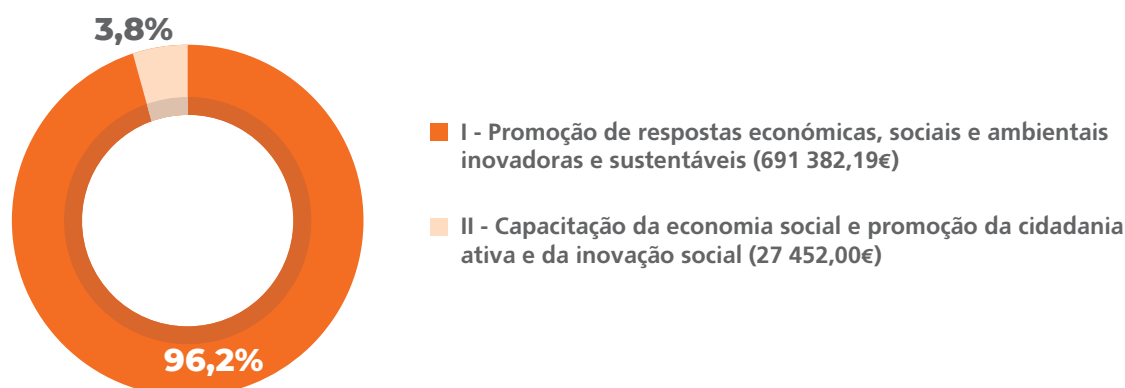 3,8%
96,2%
I - Promoção de respostas económicas, sociais e ambientais
inovadoras e sustentáveis (691 382,19€)
II - Capacitação da economia social e promoção da cidadania
ativa e da inovação social (27 452,00€)